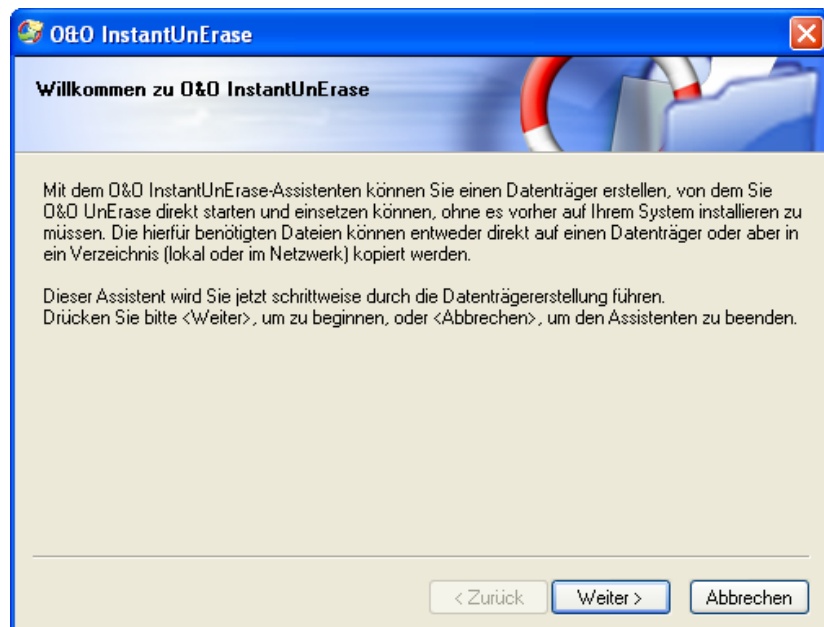 O&O InstantUnErase
Willkommen zu O&O InstantUnErase
Mit dem O&O InstantUnErase-Assistenten können Sie einen Datenträger erstellen, von dem Sie
O&O UnErase direkt starten und einsetzen können, ohne es vorher auf Ihrem System installieren zu
müssen. Die hierfür benötigten Dateien können entweder direkt auf einen Datenträger oder aber in
ein Verzeichnis (lokal oder im Netzwerk) kopiert werden.
Dieser Assistent wird Sie jetzt schrittweise durch die Datenträgererstellung führen.
Drücken Sie bitte <Weiter>, um zu beginnen, oder <Abbrechen>, um den Assistenten zu beenden.
< Zurück Weiter > Abbrechen